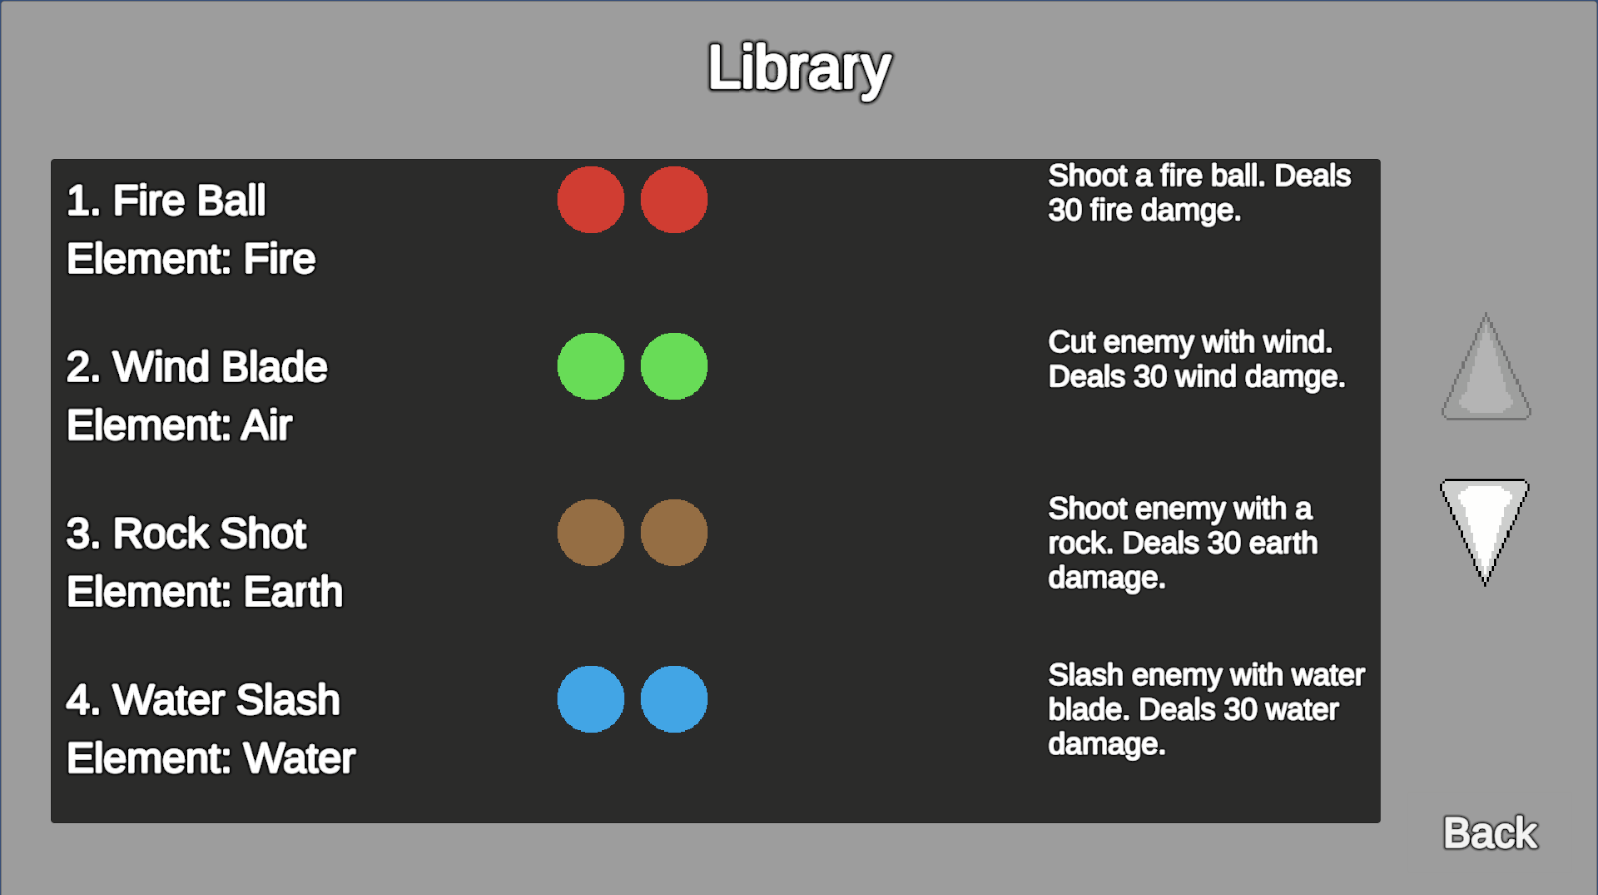 Library
1. Fire Ball
Element: Fire
Shoot a fire ball. Deals
30 fire damge.
2. Wind Blade
Element: Air
Cut enemy with wind.
Deals 30 wind damge.
3. Rock Shot
Element: Earth
Shoot enemy with a
rock. Deals 30 earth
damage.
4. Water Slash
Element: Water
Slash enemy with water
blade. Deals 30 water
damage.
Back